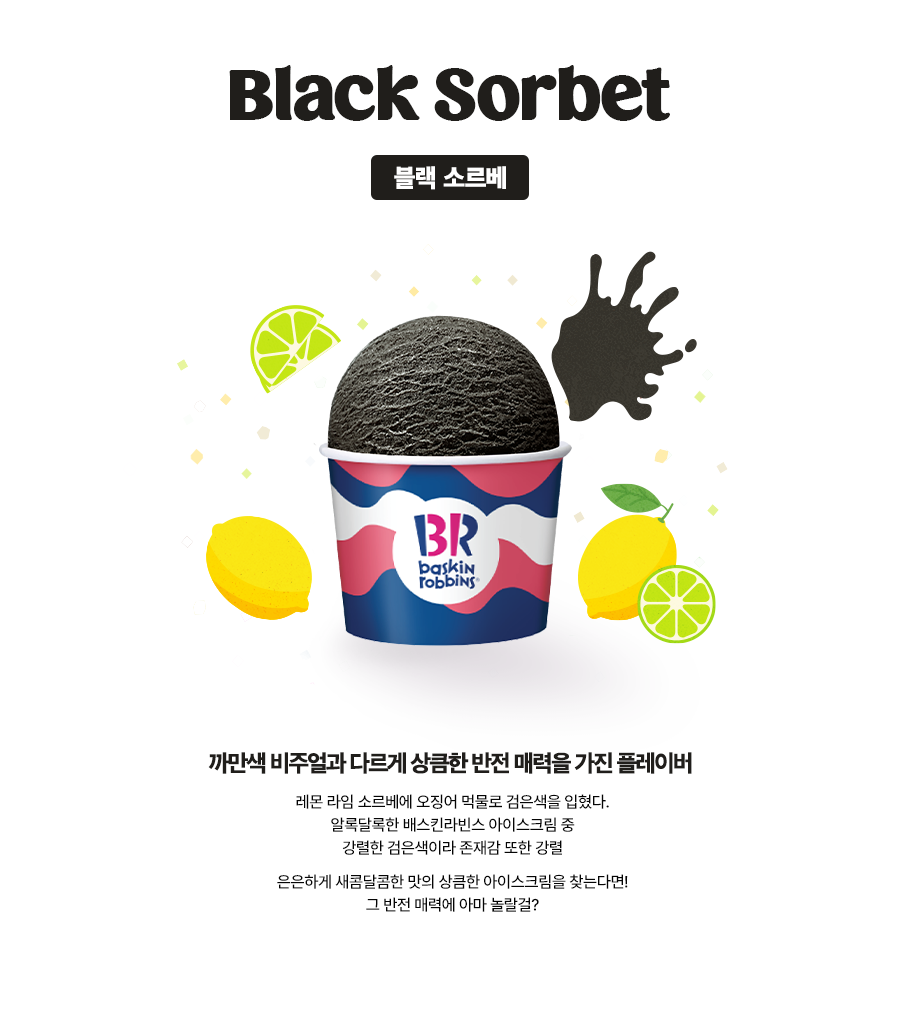 Black Sorbet
블랙 소르베
BR
baskin
robbins®
까만색 비주얼과 다르게 상큼한 반전 매력을 가진 플레이버
레몬 라임 소르베에 오징어 먹물로 검은색을 입혔다.
알록달록한 배스킨라빈스 아이스크림 중
강렬한 검은색이라 존재감 또한 강렬
은은하게 새콤달콤한 맛의 상큼한 아이스크림을 찾는다면!
그 반전 매력에 아마 놀랄걸?